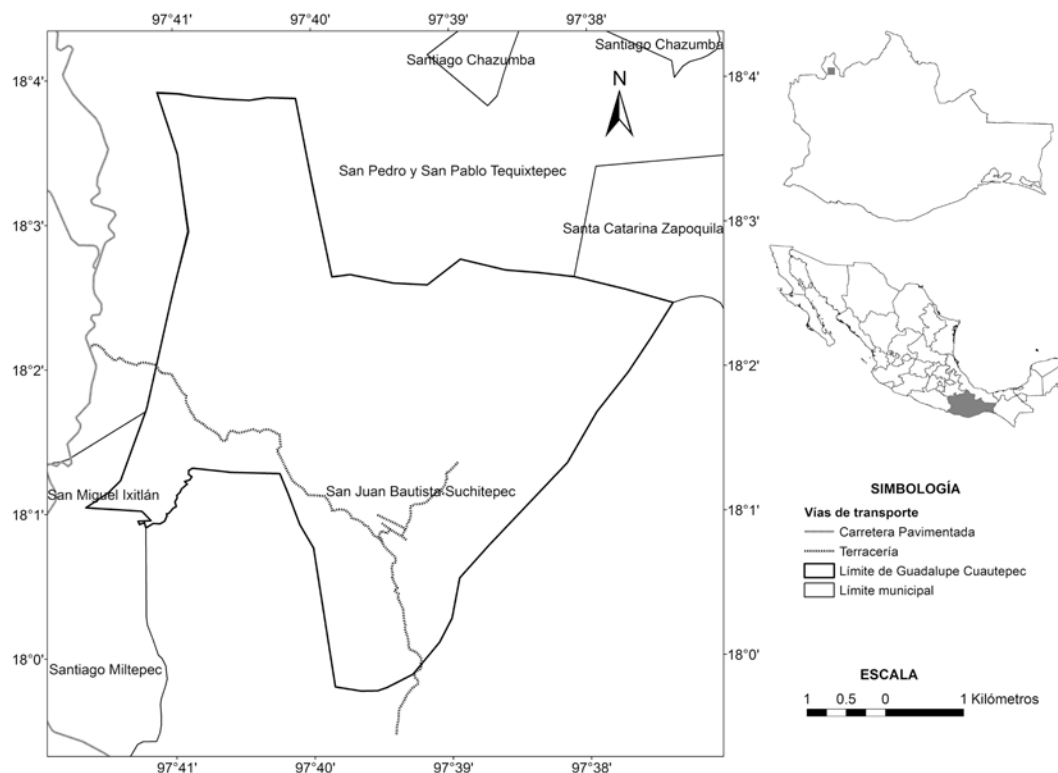 97°41' 97°40' 97°39' 97°38'
Santiago Chazumba
Santiago Chazumba
18°4' 18°4'
N
San Pedro y San Pablo Tequixtepec
18°3' 18°3'
Santa Catarina Zapoquila
18°2' 18°2'
San Miguel Ixitlán
San Juan Bautista Suchitepec
18°1' 18°1'
18°0' 18°0'
Santiago Miltepec
97°41' 97°40' 97°39' 97°38'
SIMBOLOGÍA
Vías de transporte
Carretera Pavimentada
Terracería
Límite de Guadalupe Cuautepec
Límite municipal
ESCALA
1 0.5 0 1 Kilómetros